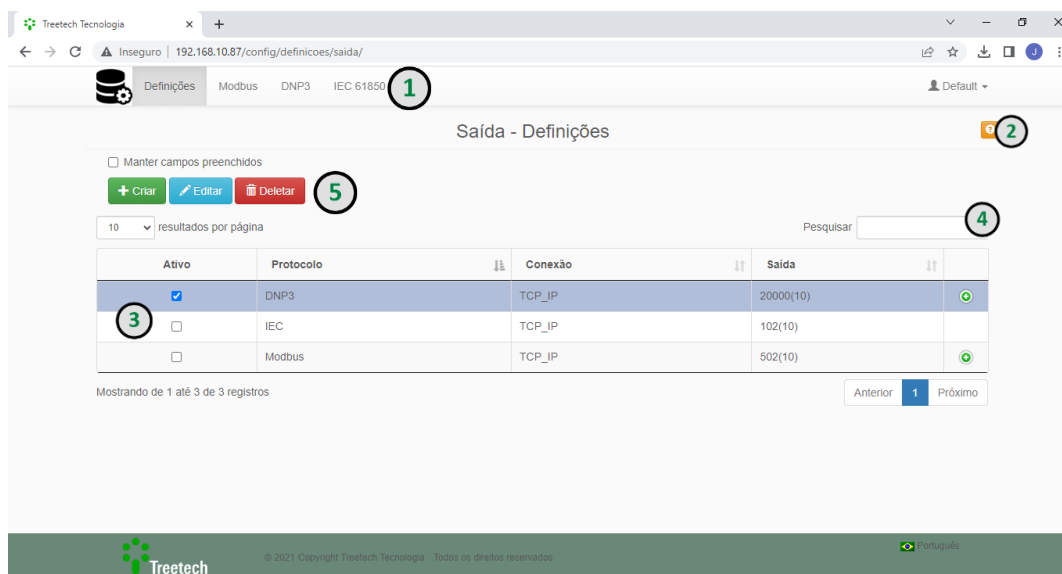 Treetech Tecnologia
Inseguro | 192.168.10.87/config/definicoes/saida/
J
Definições Modbus DNP3 IEC 61850 1 Default
Saída - Definições 2
Manter campos preenchidos
Criar Editar Deletar 5
10 resultados por página Pesquisar 4
Ativo Protocolo Conexão Saída
DNP3 TCP_IP 20000(10)
3 IEC TCP_IP 102(10)
Modbus TCP_IP 502(10)
Mostrando de 1 até 3 de 3 registros Anterior 1 Próximo
Treetech © 2021 Copyright Treetech Tecnologia - Todos os direitos reservados. Português